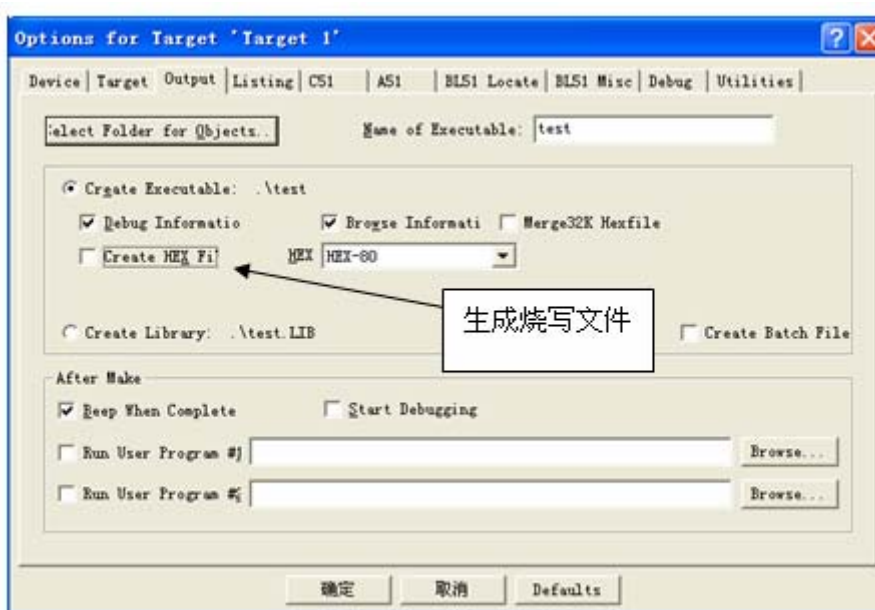 Options for Target 'Target 1'
Device Target Output Listing C51 A51 BL51 Locate BL51 Misc Debug Utilities
elect Folder for Objects..
Name of Executable: test
Create Executable: .\test
Debug Informatio
Browse Informati
Merge32K Hexfile
Create HEX Fi
HEX HEX-80
生成烧写文件
Create Library: .\test.LIB
Create Batch File
After Make
Beep When Complete
Start Debugging
Run User Program #
Browse...
Run User Program #
Browse...
确定 取消 Defaults